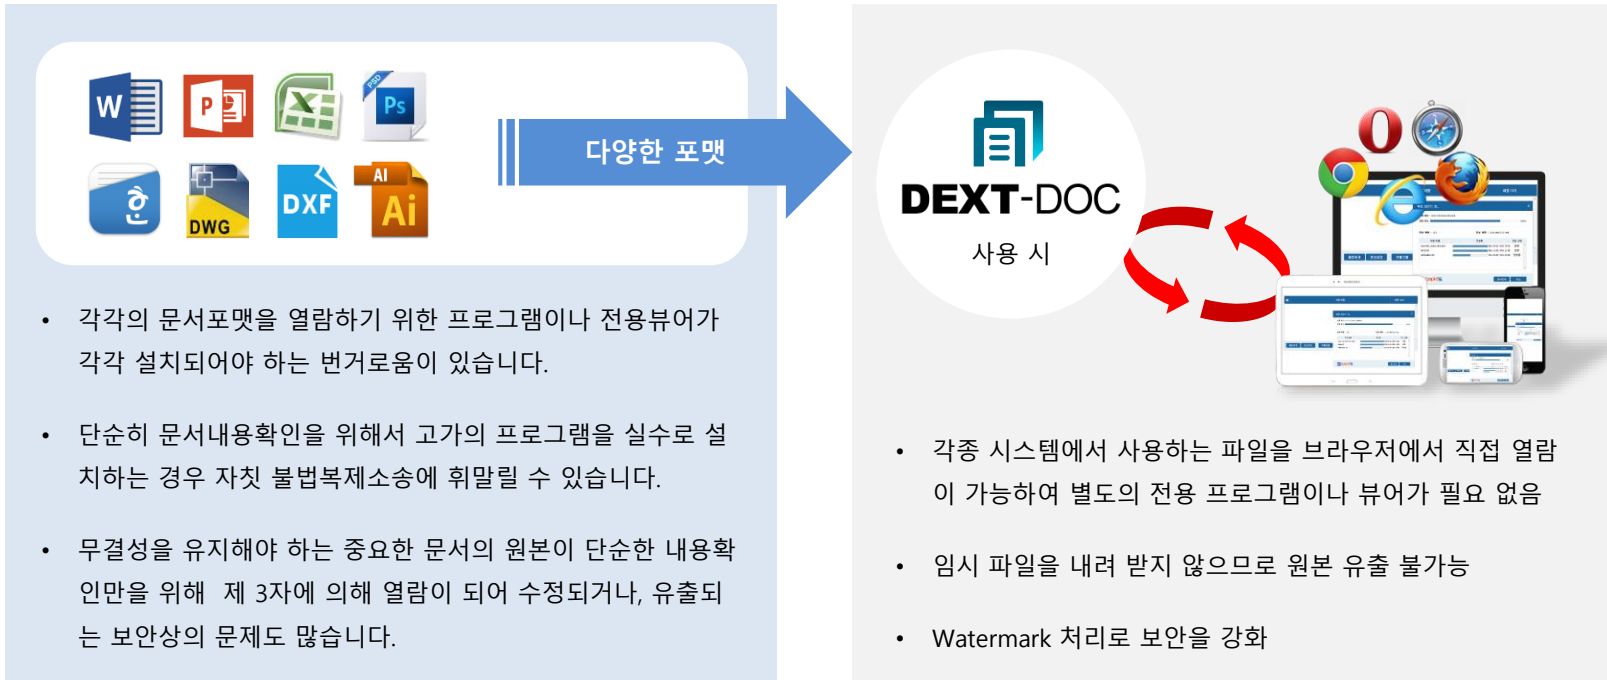 W
P
X
PSD
Ps
ᄒᆞᆫ
DWG
DXF
AI
Ai
다양한 포맷
• 각각의 문서포맷을 열람하기 위한 프로그램이나 전용뷰어가
각각 설치되어야 하는 번거로움이 있습니다.
• 단순히 문서내용확인을 위해서 고가의 프로그램을 실수로 설
치하는 경우 자칫 불법복제소송에 휘말릴 수 있습니다.
• 무결성을 유지해야 하는 중요한 문서의 원본이 단순한 내용확
인만을 위해 제 3자에 의해 열람이 되어 수정되거나, 유출되
는 보안상의 문제도 많습니다.
DEXT-DOC
사용 시
• 각종 시스템에서 사용하는 파일을 브라우저에서 직접 열람
이 가능하여 별도의 전용 프로그램이나 뷰어가 필요 없음
• 임시 파일을 내려 받지 않으므로 원본 유출 불가능
• Watermark 처리로 보안을 강화